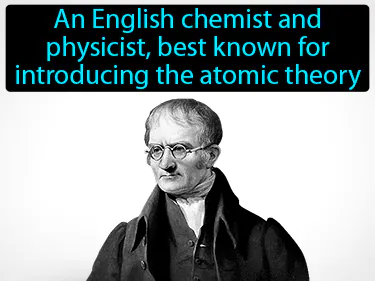 An English chemist and
physicist, best known for
introducing the atomic theory